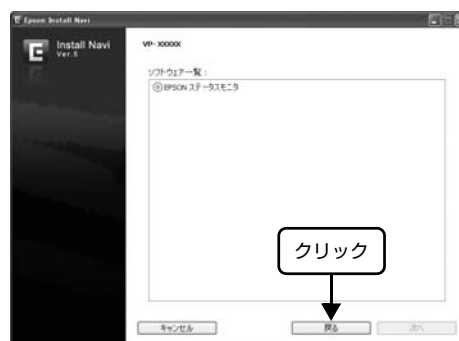 Epson Install Navi
Install Navi
Ver.5
VP-XXXXX
ソフトウェア一覧：
EPSON ステータスモニタ
クリック
キャンセル
戻る
次へ